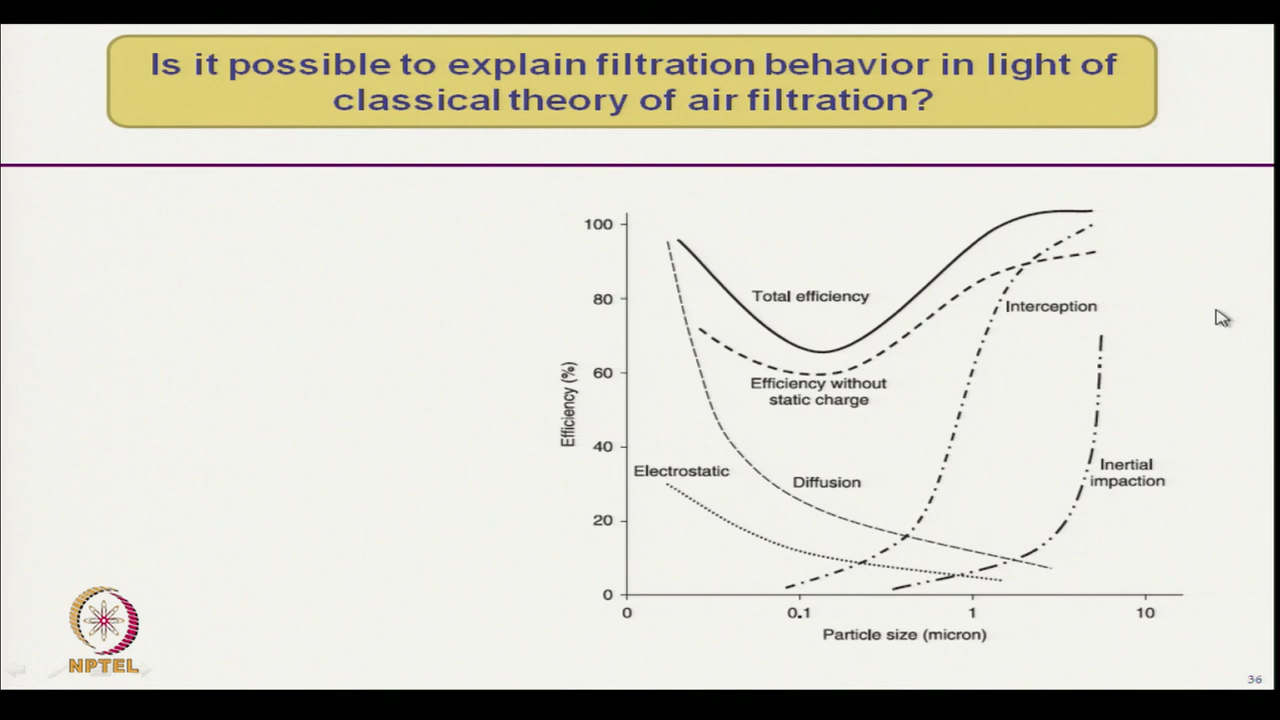 Is it possible to explain filtration behavior in light of
classical theory of air filtration?
100
80
60
40
20
0
Efficiency (%)
Total efficiency
Efficiency without
static charge
Interception
Electrostatic
Diffusion
Inertial
impaction
0
0.1
1
10
Particle size (micron)
NPTEL
36